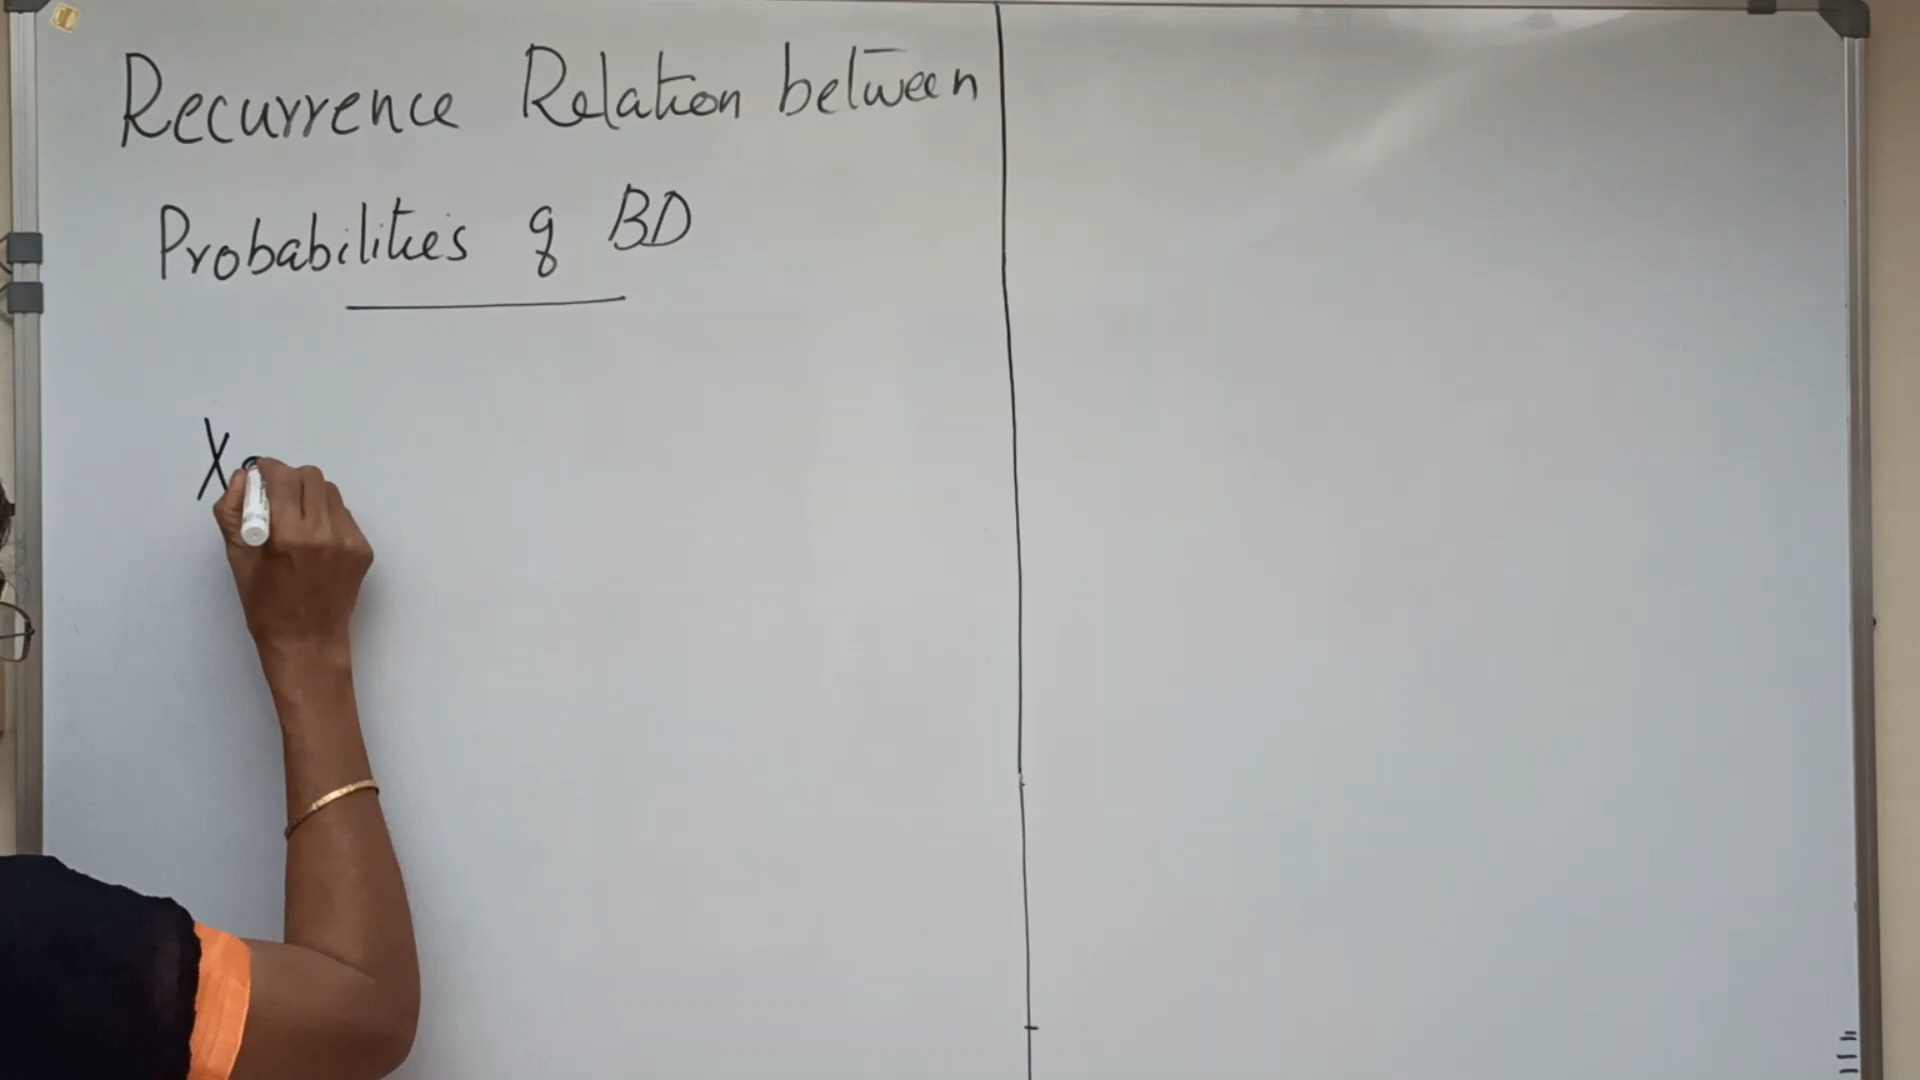 Recurrence Relation between
Probabilities of BD
X